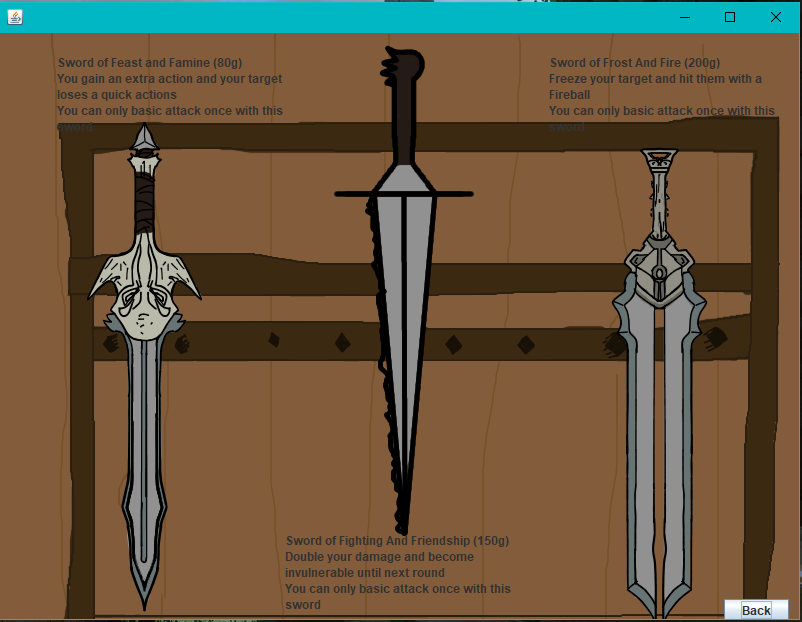 Sword of Feast and Famine (80g)
You gain an extra action and your target
loses a quick actions
You can only basic attack once with this
sword
Sword of Frost And Fire (200g)
Freeze your target and hit them with a
Fireball
You can only basic attack once with this
sword
Sword of Fighting And Friendship (150g)
Double your damage and become
invulnerable until next round
You can only basic attack once with this
sword
Back